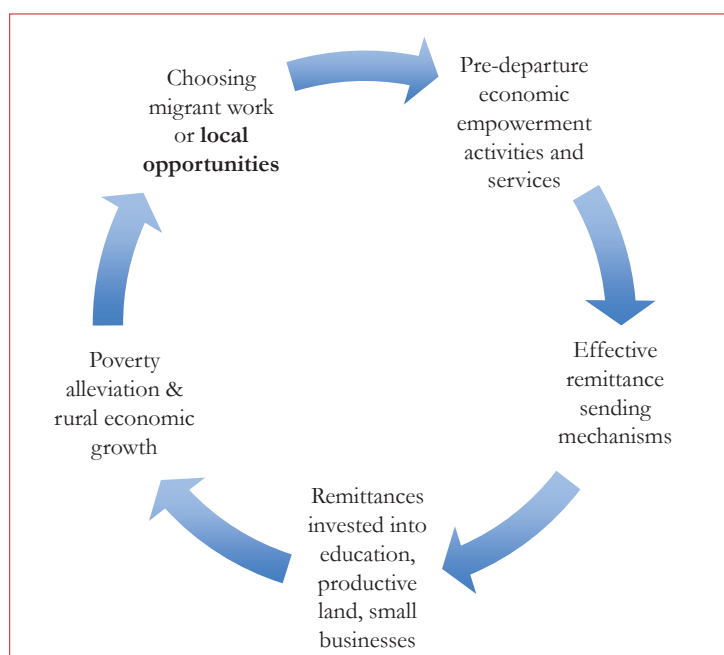 Choosing
migrant work
or local
opportunities
Pre-departure
economic
empowerment
activities and
services
Effective
remittance
sending
mechanisms
Remittances
invested into
education,
productive
land, small
businesses
Poverty
alleviation &
rural economic
growth